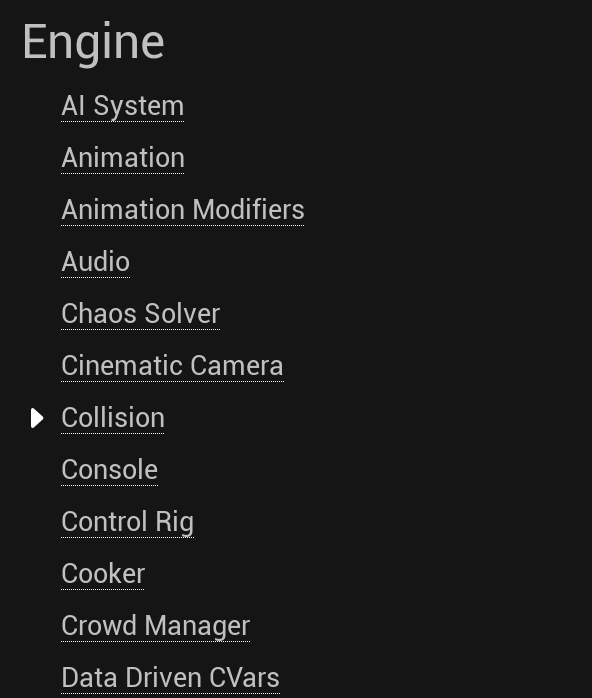 Engine
AI System
Animation
Animation Modifiers
Audio
Chaos Solver
Cinematic Camera
Collision
Console
Control Rig
Cooker
Crowd Manager
Data Driven CVars